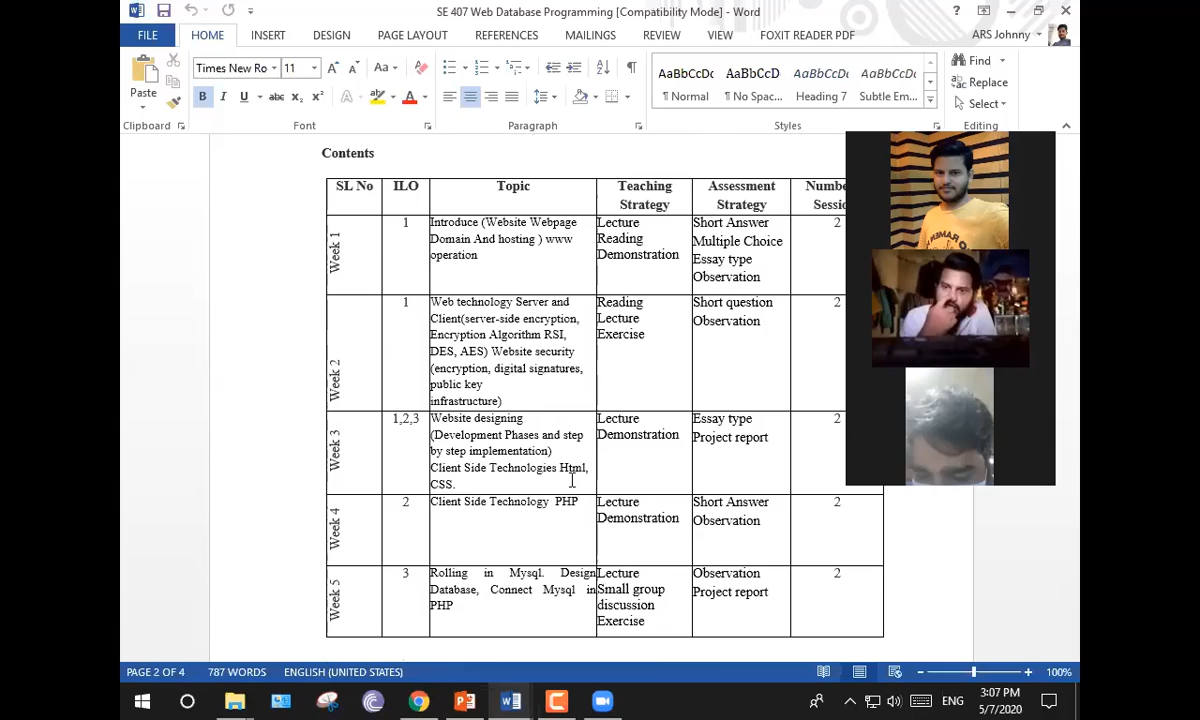 SE 407 Web Database Programming [Compatibility Mode] - Word
FILE HOME INSERT DESIGN PAGE LAYOUT REFERENCES MAILINGS REVIEW VIEW FOXIT READER PDF ARS Johnny
Paste
Times New Ro 11
AaBbCcDc AaBbCcD AaBbCcDc AaBbCcDc
¶ Normal ¶ No Spac... Heading 7 Subtle Em...
Find
Replace
Select
Clipboard Font Paragraph Styles Editing
Contents
SL No ILO Topic Teaching Strategy Assessment Strategy
Week 1
1
Introduce (Website Webpage
Domain And hosting ) www
operation
Lecture
Reading
Demonstration
Short Answer
Multiple Choice
Essay type
Observation
2
Week 2
1
Web technology Server and
Client(server-side encryption,
Encryption Algorithm RSI,
DES, AES) Website security
(encryption, digital signatures,
public key
infrastructure)
Reading
Lecture
Exercise
Short question
Observation
2
Week 3
1,2,3
Website designing
(Development Phases and step
by step implementation)
Client Side Technologies Html,
CSS.
Lecture
Demonstration
Essay type
Project report
2
Week 4
2
Client Side Technology PHP
Lecture
Demonstration
Short Answer
Observation
2
Week 5
3
Rolling in Mysql. Design
Database, Connect Mysql in
PHP
Lecture
Small group
discussion
Exercise
Observation
Project report
2
PAGE 2 OF 4 787 WORDS ENGLISH (UNITED STATES) 100%
ENG
3:07 PM
5/7/2020